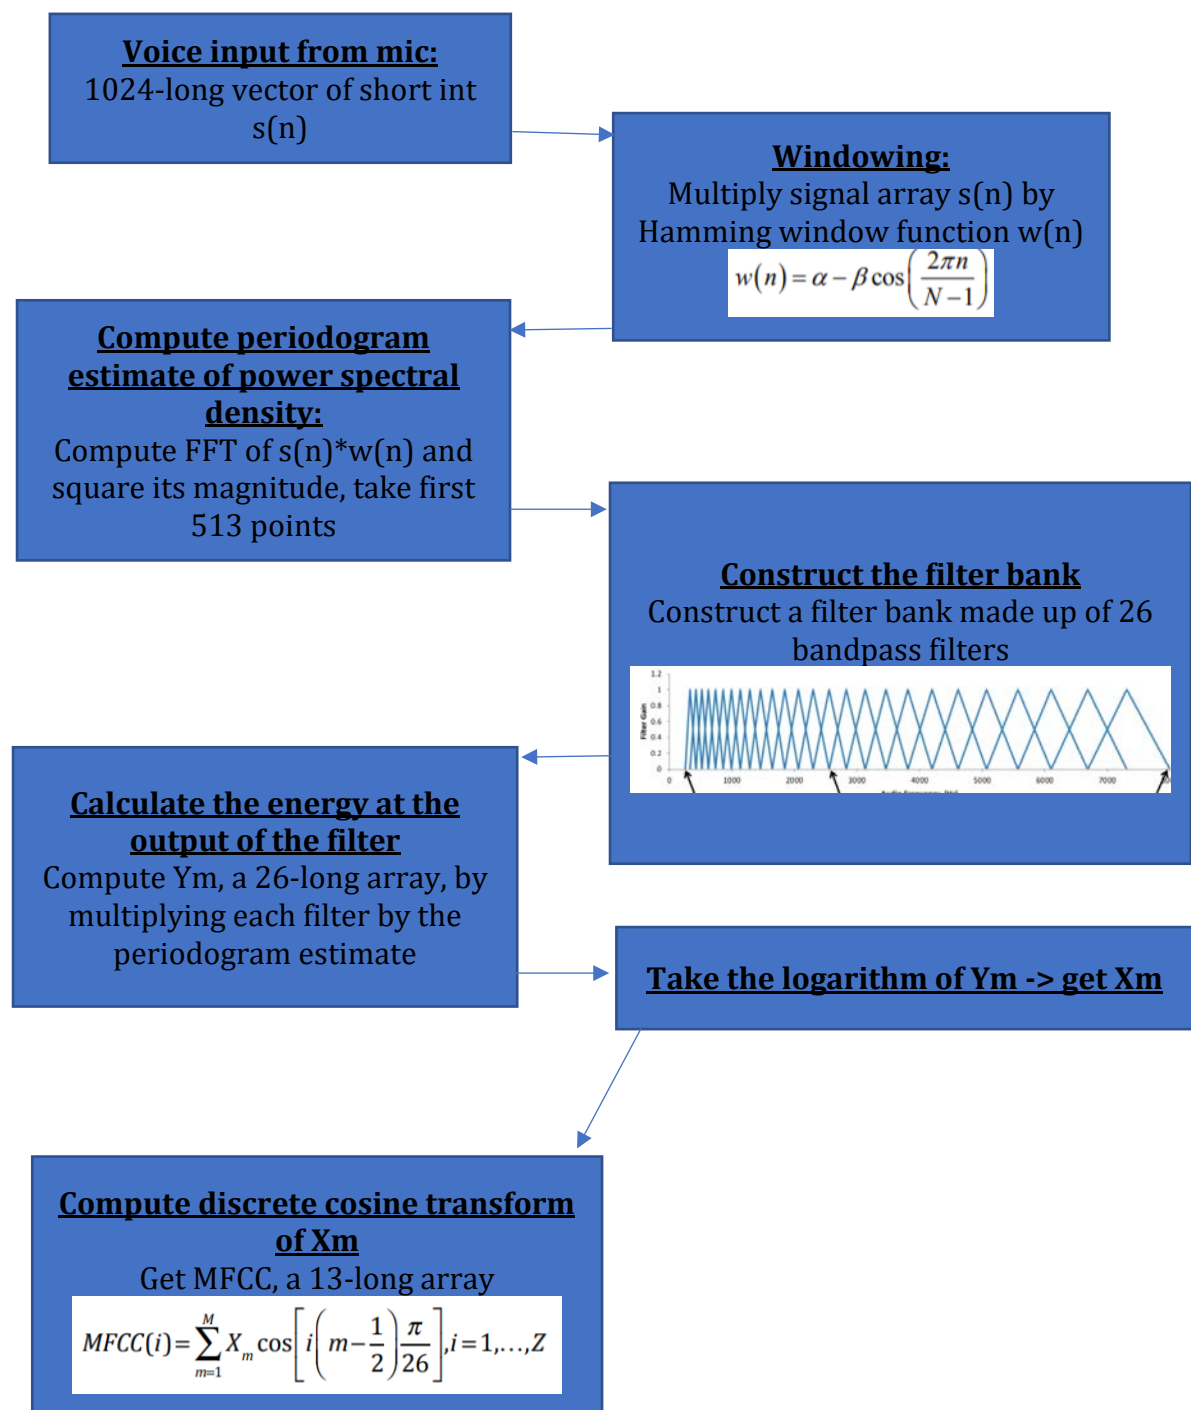 Voice input from mic:
1024-long vector of short int
s(n)
Windowing:
Multiply signal array s(n) by
Hamming window function w(n)
w(n) = α − β cos(2πn / (N − 1))
Compute periodogram
estimate of power spectral
density:
Compute FFT of s(n)*w(n) and
square its magnitude, take first
513 points
Construct the filter bank
Construct a filter bank made up of 26
bandpass filters
1.2
1
0.8
0.6
0.4
0.2
0
Filter Gain
0 1000 2000 3000 4000 5000 6000 7000
Calculate the energy at the
output of the filter
Compute Ym, a 26-long array, by
multiplying each filter by the
periodogram estimate
Take the logarithm of Ym -> get Xm
Compute discrete cosine transform
of Xm
Get MFCC, a 13-long array
MFCC(i) = ∑_{m=1}^{M} X_m cos[i(m − 1/2) π/26], i = 1,…,Z